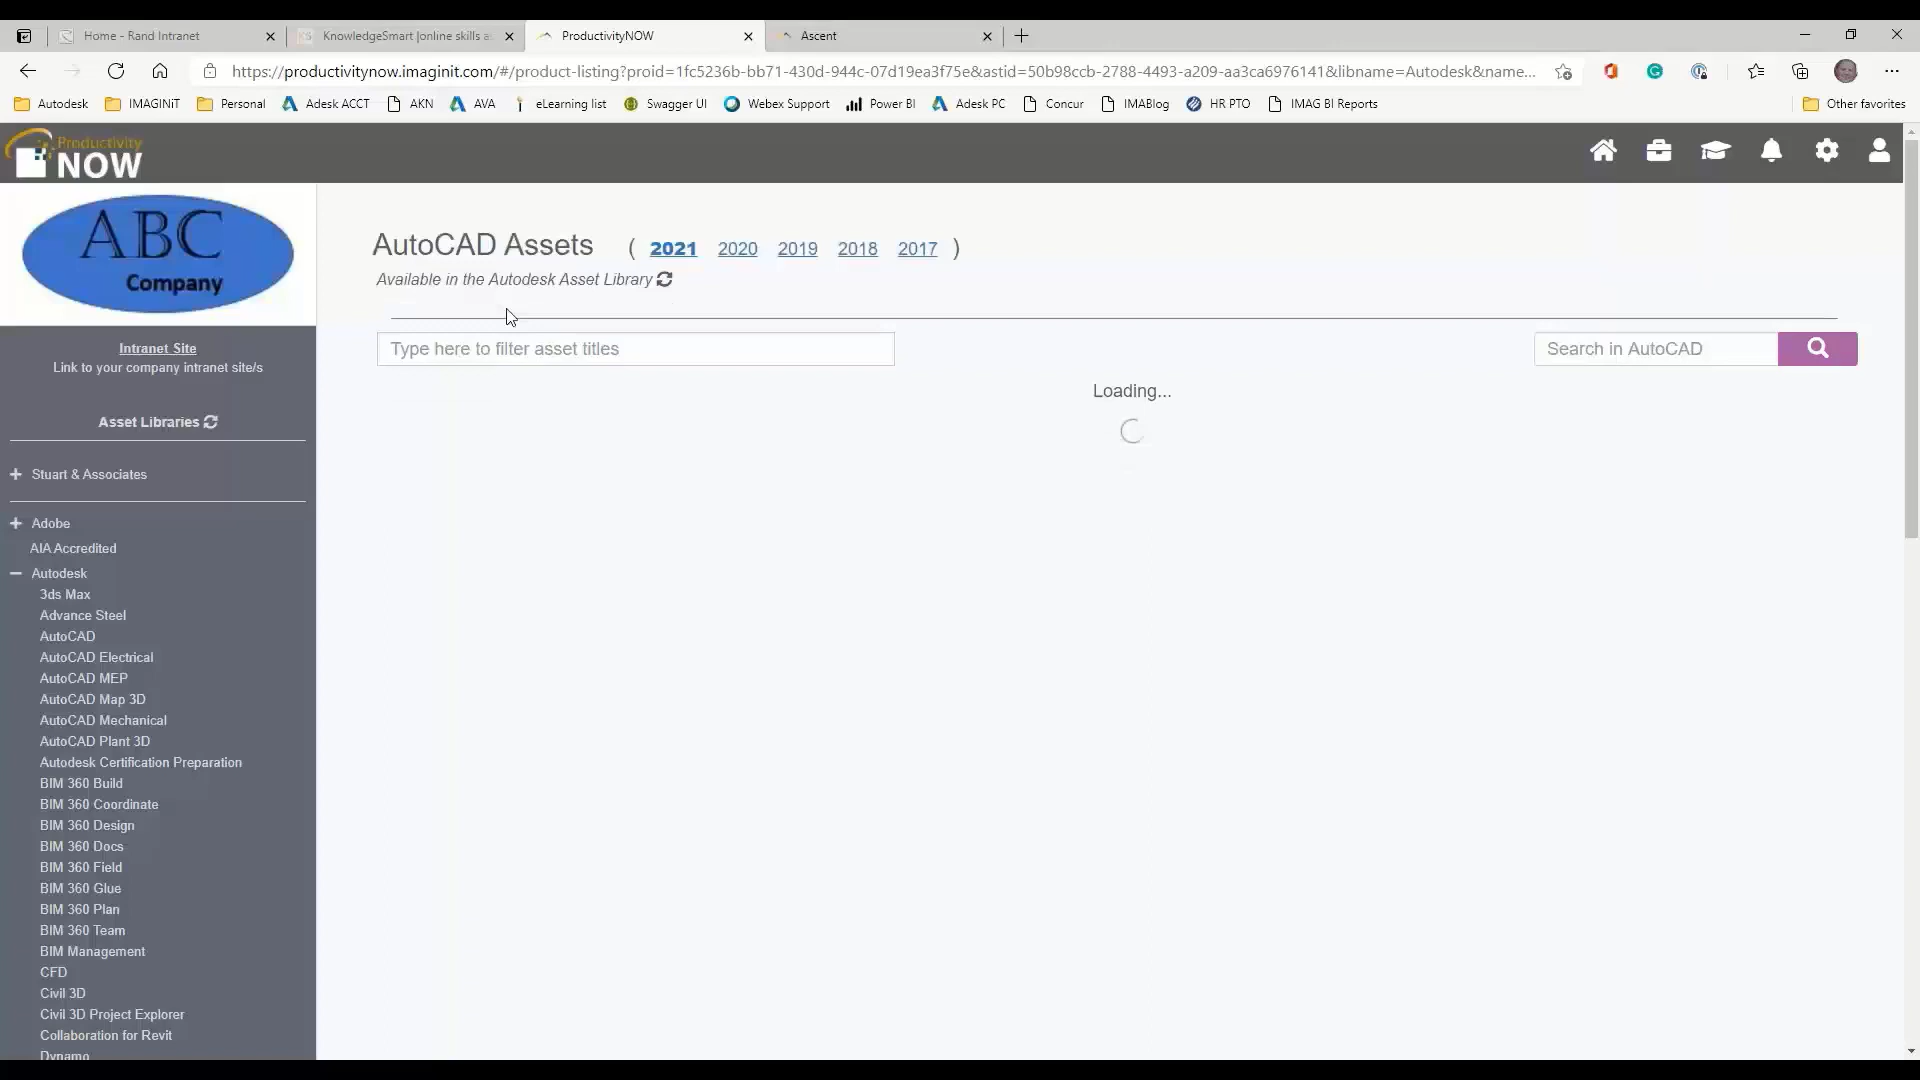 Home - Rand Intranet
KnowledgeSmart |online skills a
ProductivityNOW
Ascent
https://productivitynow.imaginit.com/#/product-listing?proid=1fc5236b-bb71-430d-944c-07d19ea3f75e&astid=50b98ccb-2788-4493-a209-aa3ca6976141&libname=Autodesk&name...
Autodesk IMAGINiT Personal Adesk ACCT AKN AVA eLearning list Swagger UI Webex Support Power BI Adesk PC Concur IMABlog HR PTO IMAG BI Reports Other favorites
Productivity
NOW
ABC
Company
Intranet Site
Link to your company intranet site/s
Asset Libraries
+ Stuart & Associates
+ Adobe
AIA Accredited
− Autodesk
3ds Max
Advance Steel
AutoCAD
AutoCAD Electrical
AutoCAD MEP
AutoCAD Map 3D
AutoCAD Mechanical
AutoCAD Plant 3D
Autodesk Certification Preparation
BIM 360 Build
BIM 360 Coordinate
BIM 360 Design
BIM 360 Docs
BIM 360 Field
BIM 360 Glue
BIM 360 Plan
BIM 360 Team
BIM Management
CFD
Civil 3D
Civil 3D Project Explorer
Collaboration for Revit
Dynamo
AutoCAD Assets ( 2021 2020 2019 2018 2017 )
Available in the Autodesk Asset Library
Type here to filter asset titles
Search in AutoCAD
Loading...